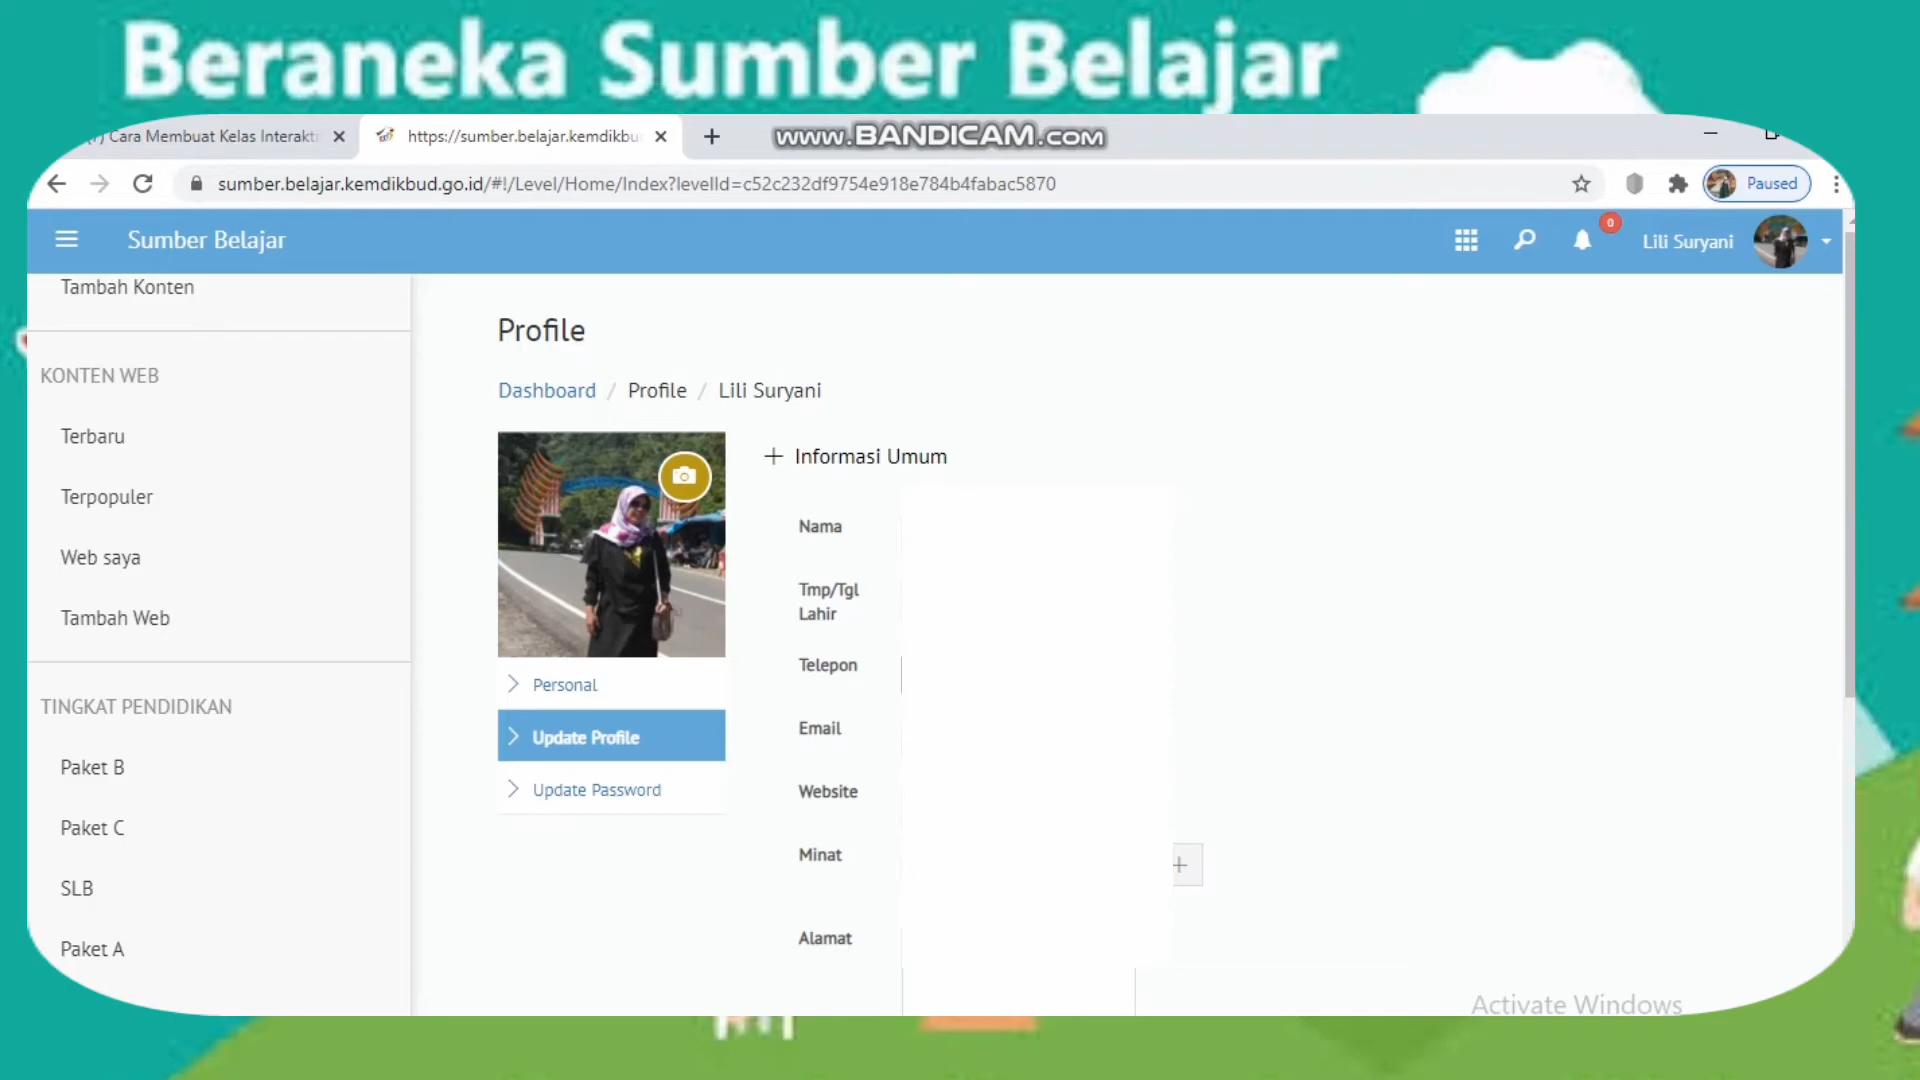 Beraneka Sumber Belajar
Cara Membuat Kelas Interakti
https://sumber.belajar.kemdikbu
www.BANDICAM.com
sumber.belajar.kemdikbud.go.id/#!/Level/Home/Index?levelId=c52c232df9754e918e784b4fabac5870
Paused
Sumber Belajar
0
Lili Suryani
Tambah Konten
KONTEN WEB
Terbaru
Terpopuler
Web saya
Tambah Web
TINGKAT PENDIDIKAN
Paket B
Paket C
SLB
Paket A
Profile
Dashboard / Profile / Lili Suryani
Personal
Update Profile
Update Password
Informasi Umum
Nama
Tmp/Tgl
Lahir
Telepon
Email
Website
Minat
Alamat
Activate Windows